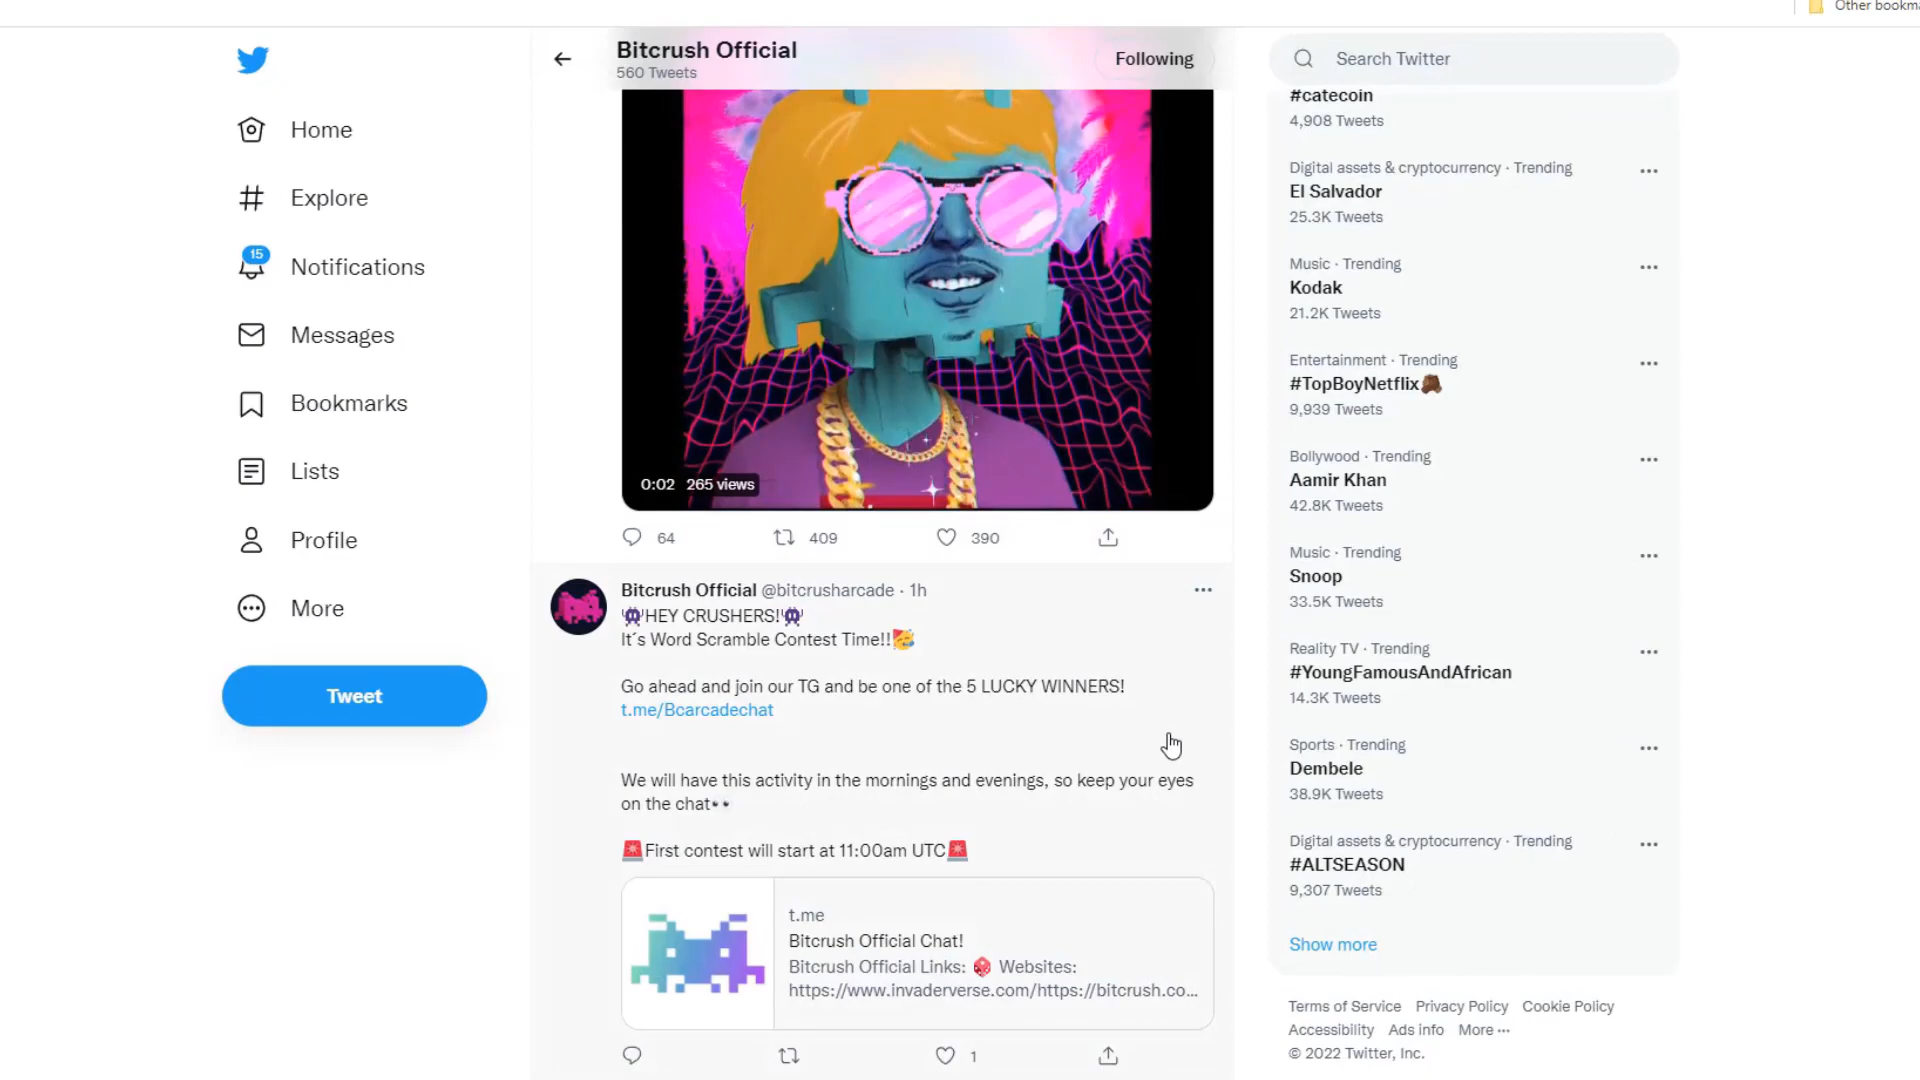 Other bookma
Home
Explore
15
Notifications
Messages
Bookmarks
Lists
Profile
More
Tweet
Bitcrush Official
560 Tweets
Following
0:02 265 views
64 409 390
Bitcrush Official @bitcrusharcade · 1h
👾HEY CRUSHERS!👾
It´s Word Scramble Contest Time!!🥳
Go ahead and join our TG and be one of the 5 LUCKY WINNERS!
t.me/Bcarcadechat
We will have this activity in the mornings and evenings, so keep your eyes
on the chat👀
🚨First contest will start at 11:00am UTC🚨
t.me
Bitcrush Official Chat!
Bitcrush Official Links: 🎲 Websites:
https://www.invaderverse.com/https://bitcrush.co...
1
Search Twitter
#catecoin
4,908 Tweets
Digital assets & cryptocurrency · Trending
El Salvador
25.3K Tweets
Music · Trending
Kodak
21.2K Tweets
Entertainment · Trending
#TopBoyNetflix
9,939 Tweets
Bollywood · Trending
Aamir Khan
42.8K Tweets
Music · Trending
Snoop
33.5K Tweets
Reality TV · Trending
#YoungFamousAndAfrican
14.3K Tweets
Sports · Trending
Dembele
38.9K Tweets
Digital assets & cryptocurrency · Trending
#ALTSEASON
9,307 Tweets
Show more
Terms of Service Privacy Policy Cookie Policy
Accessibility Ads info More ···
© 2022 Twitter, Inc.